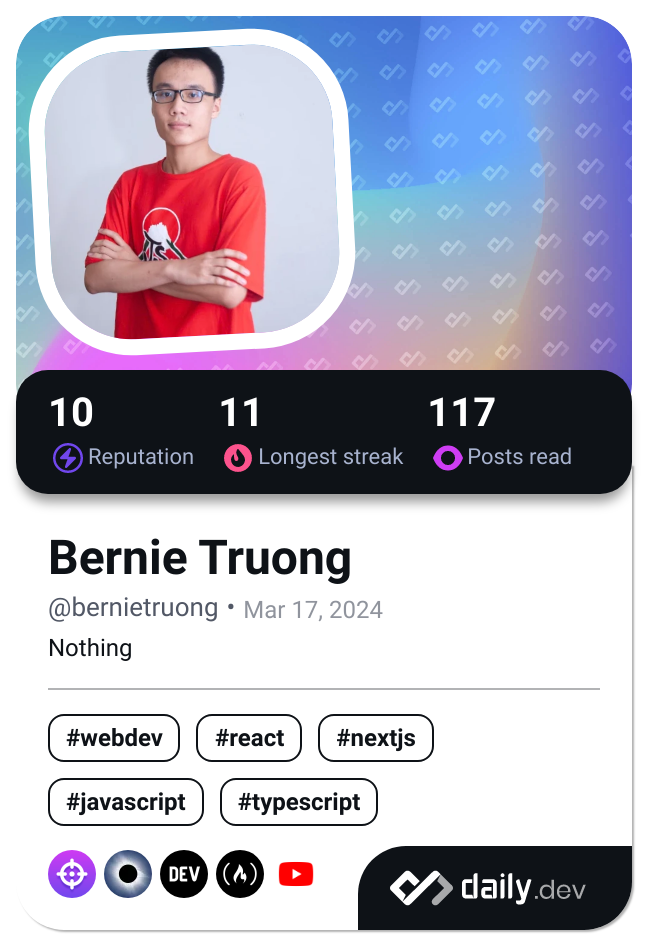 10 11 117
Reputation Longest streak Posts read
Bernie Truong
@bernietruong • Mar 17, 2024
Nothing
#webdev #react #nextjs
#javascript #typescript
DEV
daily.dev